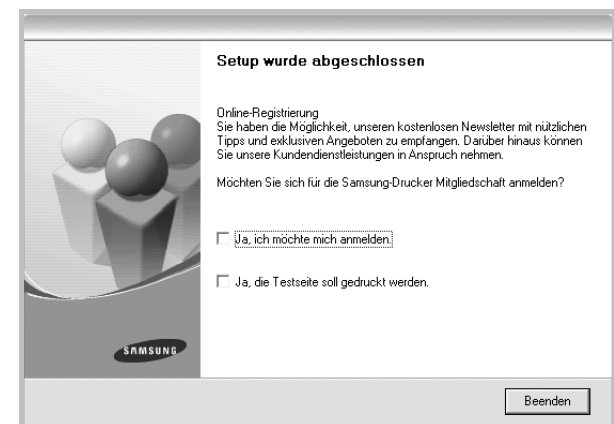 Setup wurde abgeschlossen
Online-Registrierung
Sie haben die Möglichkeit, unseren kostenlosen Newsletter mit nützlichen
Tipps und exklusiven Angeboten zu empfangen. Darüber hinaus können
Sie unsere Kundendienstleistungen in Anspruch nehmen.
Möchten Sie sich für die Samsung-Drucker Mitgliedschaft anmelden?
Ja, ich möchte mich anmelden.
Ja, die Testseite soll gedruckt werden.
SAMSUNG
Beenden